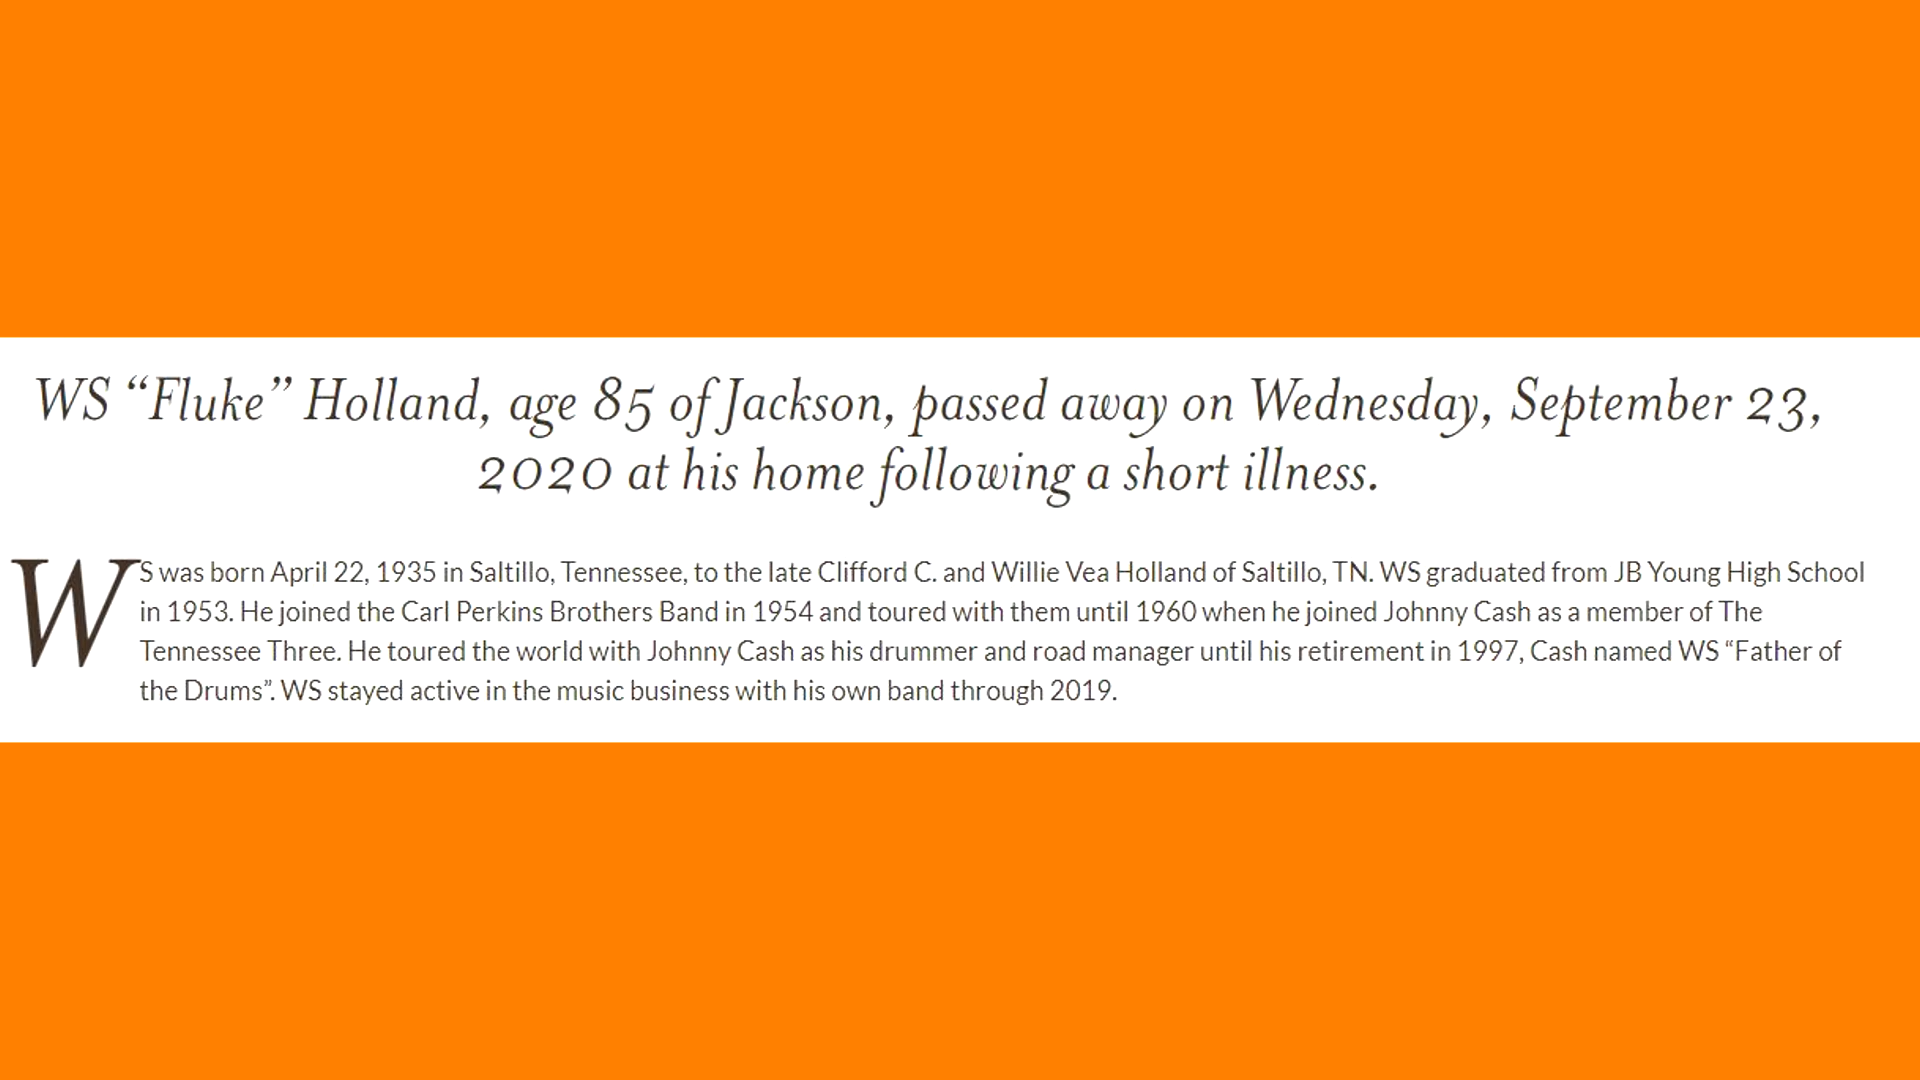 WS “Fluke” Holland, age 85 of Jackson, passed away on Wednesday, September 23,
2020 at his home following a short illness.
WS was born April 22, 1935 in Saltillo, Tennessee, to the late Clifford C. and Willie Vea Holland of Saltillo, TN. WS graduated from JB Young High School
in 1953. He joined the Carl Perkins Brothers Band in 1954 and toured with them until 1960 when he joined Johnny Cash as a member of The
Tennessee Three. He toured the world with Johnny Cash as his drummer and road manager until his retirement in 1997, Cash named WS “Father of
the Drums”. WS stayed active in the music business with his own band through 2019.